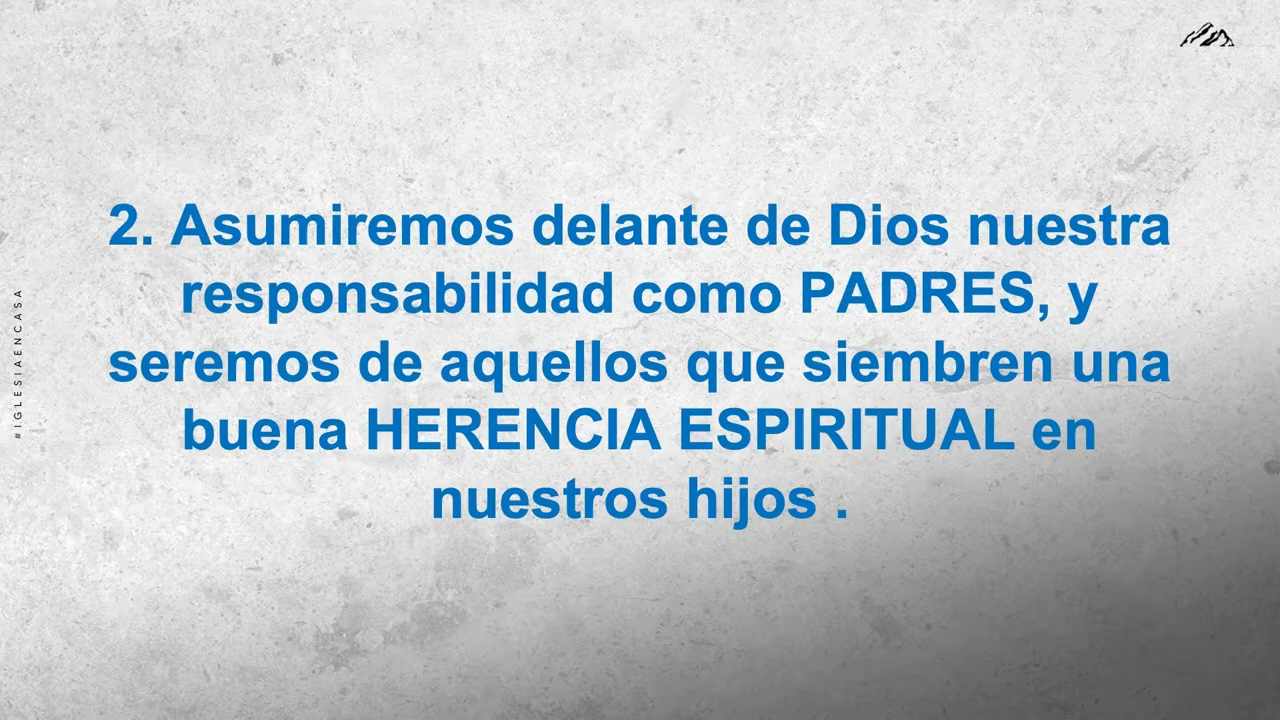 2. Asumiremos delante de Dios nuestra
responsabilidad como PADRES, y
seremos de aquellos que siembren una
buena HERENCIA ESPIRITUAL en
nuestros hijos .
#IGLESIAENCASA